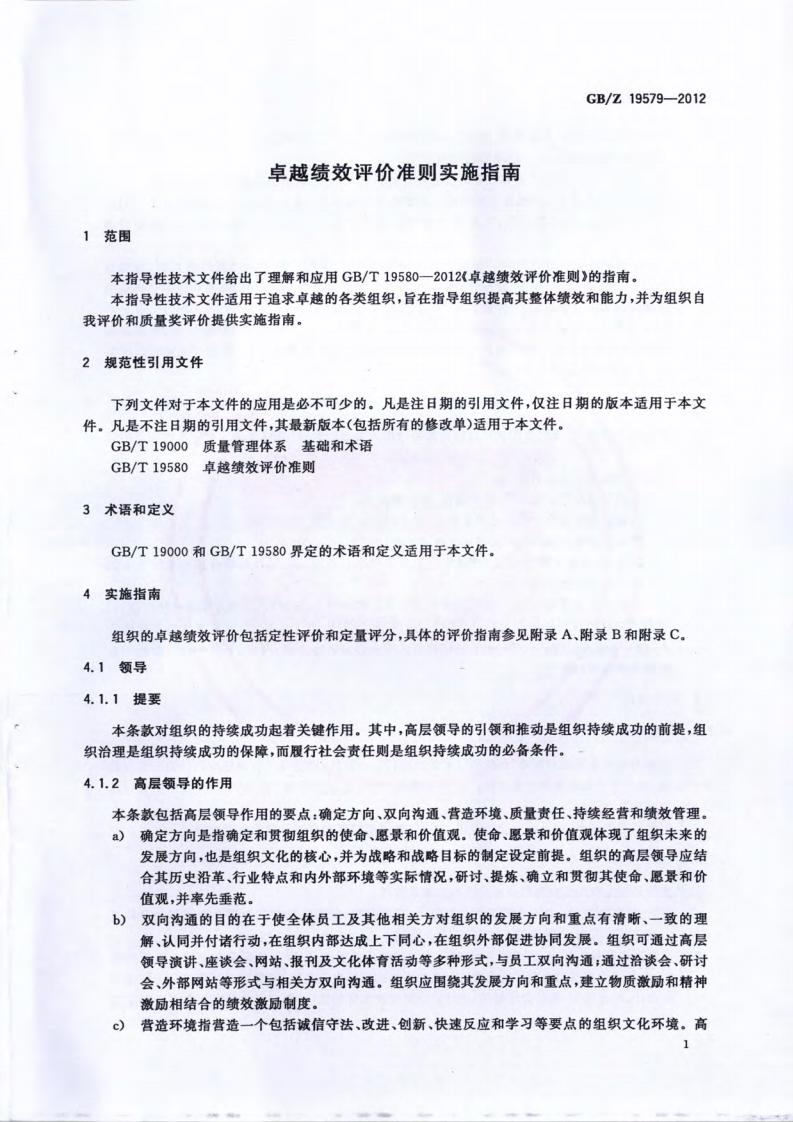 GB/Z 19579—2012
卓越绩效评价准则实施指南
1 范围
本指导性技术文件给出了理解和应用 GB/T 19580—2012《卓越绩效评价准则》的指南。
本指导性技术文件适用于追求卓越的各类组织,旨在指导组织提高其整体绩效和能力,并为组织自
我评价和质量奖评价提供实施指南。
2 规范性引用文件
下列文件对于本文件的应用是必不可少的。凡是注日期的引用文件,仅注日期的版本适用于本文
件。凡是不注日期的引用文件,其最新版本(包括所有的修改单)适用于本文件。
GB/T 19000 质量管理体系 基础和术语
GB/T 19580 卓越绩效评价准则
3 术语和定义
GB/T 19000 和 GB/T 19580 界定的术语和定义适用于本文件。
4 实施指南
组织的卓越绩效评价包括定性评价和定量评分,具体的评价指南参见附录 A、附录 B 和附录 C。
4.1 领导
4.1.1 提要
本条款对组织的持续成功起着关键作用。其中,高层领导的引领和推动是组织持续成功的前提,组
织治理是组织持续成功的保障,而履行社会责任则是组织持续成功的必备条件。
4.1.2 高层领导的作用
本条款包括高层领导作用的要点:确定方向、双向沟通、营造环境、质量责任、持续经营和绩效管理。
a) 确定方向是指确定和贯彻组织的使命、愿景和价值观。使命、愿景和价值观体现了组织未来的
发展方向,也是组织文化的核心,并为战略和战略目标的制定设定前提。组织的高层领导应结
合其历史沿革、行业特点和内外部环境等实际情况,研讨、提炼、确立和贯彻其使命、愿景和价
值观,并率先垂范。
b) 双向沟通的目的在于使全体员工及其他相关方对组织的发展方向和重点有清晰、一致的理
解、认同并付诸行动,在组织内部达成上下同心,在组织外部促进协同发展。组织可通过高层
领导演讲、座谈会、网站、报刊及文化体育活动等多种形式,与员工双向沟通;通过洽谈会、研讨
会、外部网站等形式与相关方双向沟通。组织应围绕其发展方向和重点,建立物质激励和精神
激励相结合的绩效激励制度。
c) 营造环境指营造一个包括诚信守法、改进、创新、快速反应和学习等要点的组织文化环境。高
1